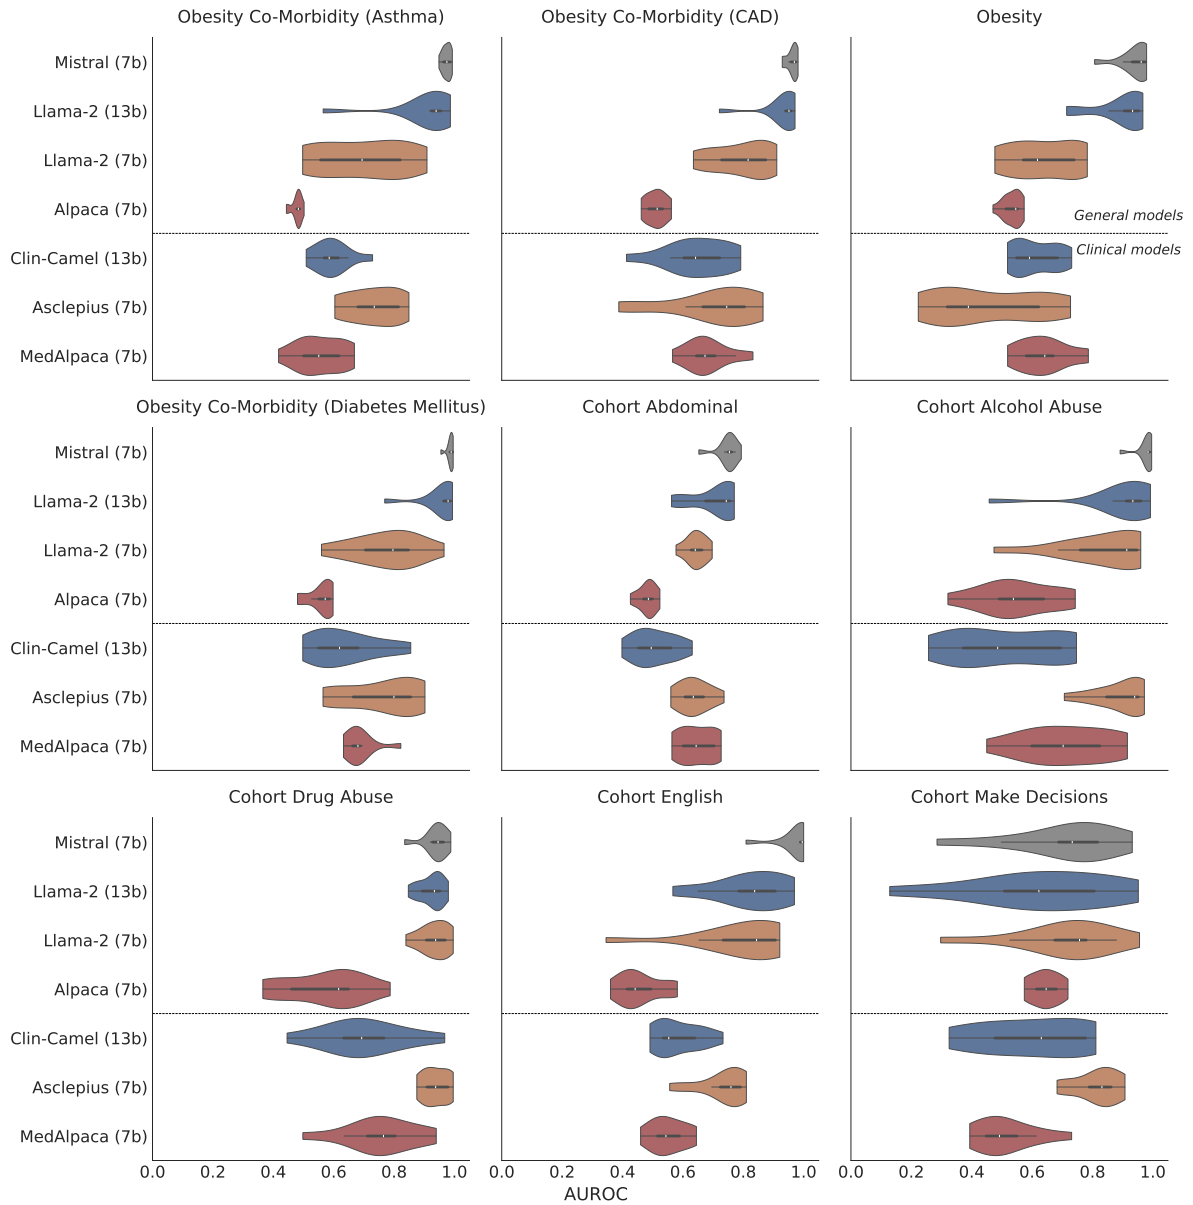 Obesity Co-Morbidity (Asthma)
Obesity Co-Morbidity (CAD)
Obesity
Mistral (7b)
Llama-2 (13b)
Llama-2 (7b)
Alpaca (7b)
General models
Clinical models
Clin-Camel (13b)
Asclepius (7b)
MedAlpaca (7b)
Obesity Co-Morbidity (Diabetes Mellitus)
Cohort Abdominal
Cohort Alcohol Abuse
Mistral (7b)
Llama-2 (13b)
Llama-2 (7b)
Alpaca (7b)
Clin-Camel (13b)
Asclepius (7b)
MedAlpaca (7b)
Cohort Drug Abuse
Cohort English
Cohort Make Decisions
Mistral (7b)
Llama-2 (13b)
Llama-2 (7b)
Alpaca (7b)
Clin-Camel (13b)
Asclepius (7b)
MedAlpaca (7b)
0.0 0.2 0.4 0.6 0.8 1.0 0.0 0.2 0.4 0.6 0.8 1.0 0.0 0.2 0.4 0.6 0.8 1.0
AUROC